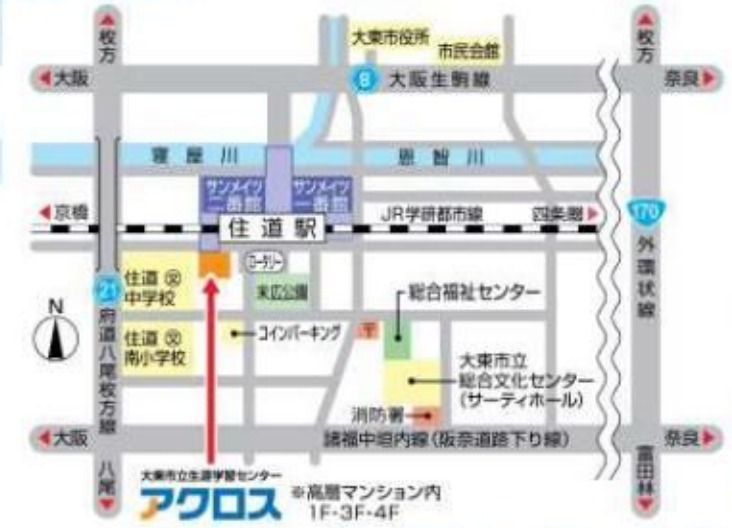 枚方
枚方
大東市役所
市民会館
大阪
8
大阪生駒線
奈良
寝屋川
恩智川
サンメイツ
二番館
サンメイツ
一番館
京橋
住道駅
JR学研都市線
四条畷
170
外環状線
ロータリー
21
府道八尾枚方線
住道 文
中学校
末広公園
総合福祉センター
N
住道 文
南小学校
コインパーキング
〒
大東市立
総合文化センター
(サーティホール)
消防署
大阪
諸福中垣内線(阪奈道路下り線)
奈良
八尾
富田林
大東市立生涯学習センター
アクロス
※高層マンション内
1F・3F・4F